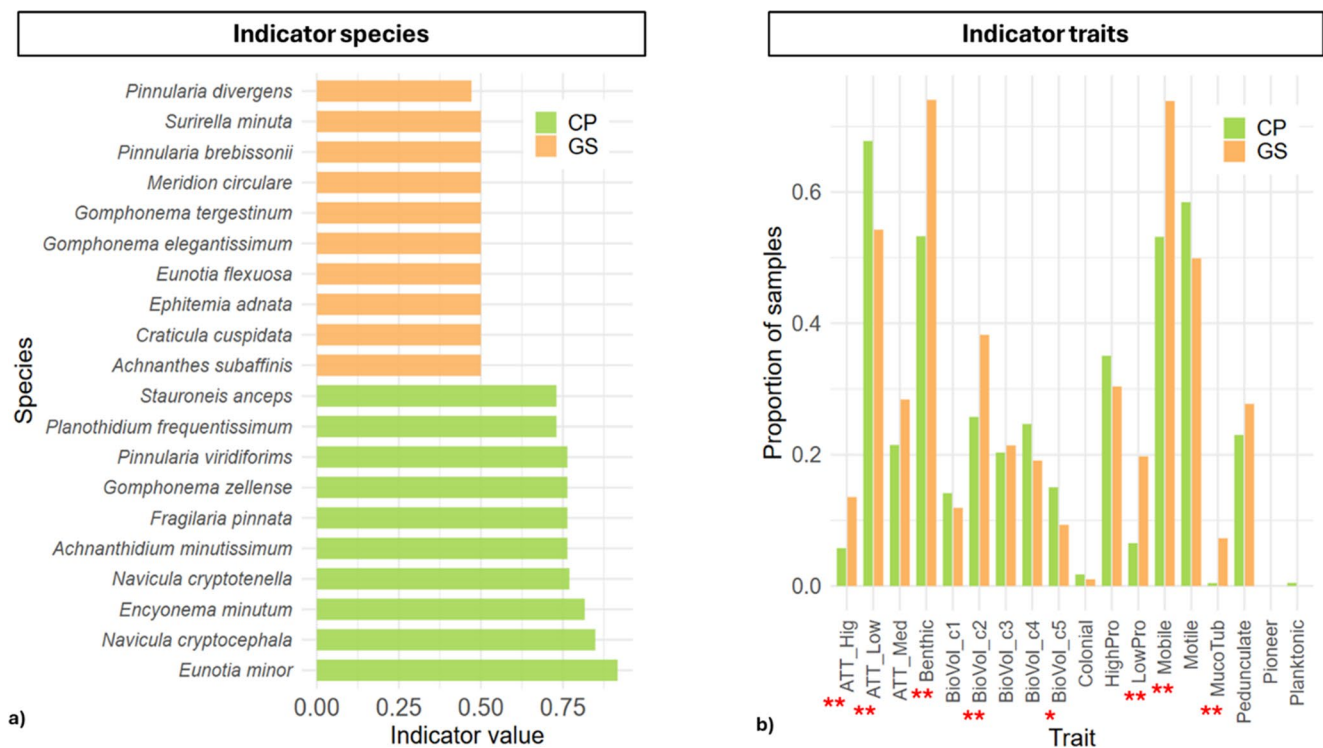 Indicator species
Pinnularia divergens
Surirella minuta
Pinnularia brebissonii
Meridion circulare
Gomphonema tergestinum
Gomphonema elegantissimum
Eunotia flexuosa
Ephitemia adnata
Craticula cuspidata
Achnanthes subaffinis
Stauroneis anceps
Planothidium frequentissimum
Pinnularia viridiforims
Gomphonema zellense
Fragilaria pinnata
Achnanthidium minutissimum
Navicula cryptotenella
Encyonema minutum
Navicula cryptocephala
Eunotia minor
Species
CP
GS
0.00 0.25 0.50 0.75
Indicator value
a)
Indicator traits
CP
GS
Proportion of samples
0.6
0.4
0.2
0.0
** ATT_Hig
** ATT_Low
ATT_Med
** Benthic
BioVol_c1
** BioVol_c2
BioVol_c3
BioVol_c4
* BioVol_c5
Colonial
HighPro
** LowPro
** Mobile
Motile
** MucoTub
Pedunculate
Pioneer
Planktonic
Trait
b)